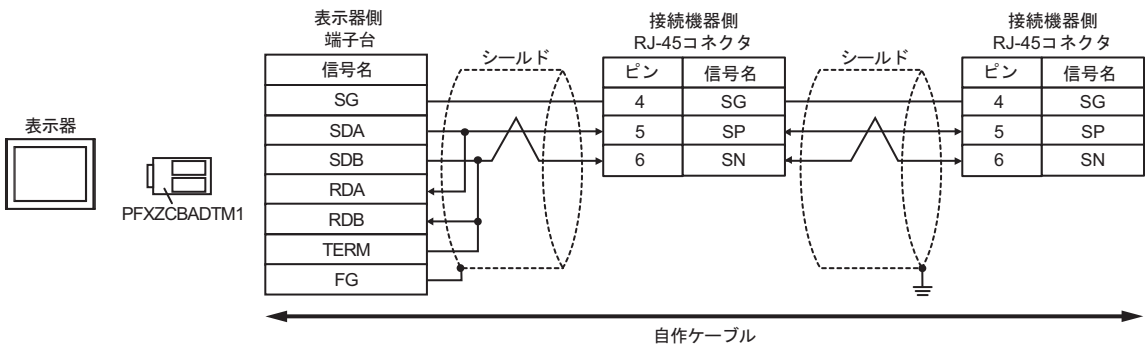 表示器
PFXZCBADTM1
表示器側
端子台
信号名
SG
SDA
SDB
RDA
RDB
TERM
FG
シールド
接続機器側
RJ-45コネクタ
ピン 信号名
4 SG
5 SP
6 SN
シールド
接続機器側
RJ-45コネクタ
ピン 信号名
4 SG
5 SP
6 SN
自作ケーブル